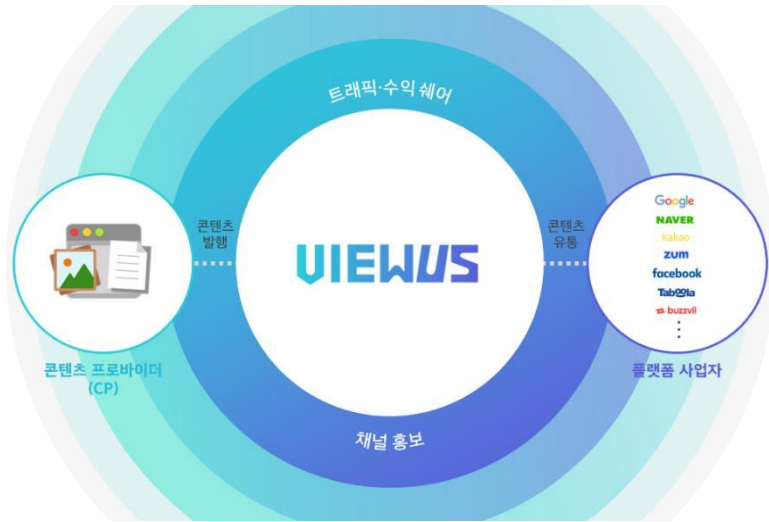 트래픽·수익 쉐어
콘텐츠
발행
VIEWUS
콘텐츠
유통
Google
NAVER
kakao
zum
facebook
Taboola
buzzvil
콘텐츠 프로바이더
(CP)
플랫폼 사업자
채널 홍보